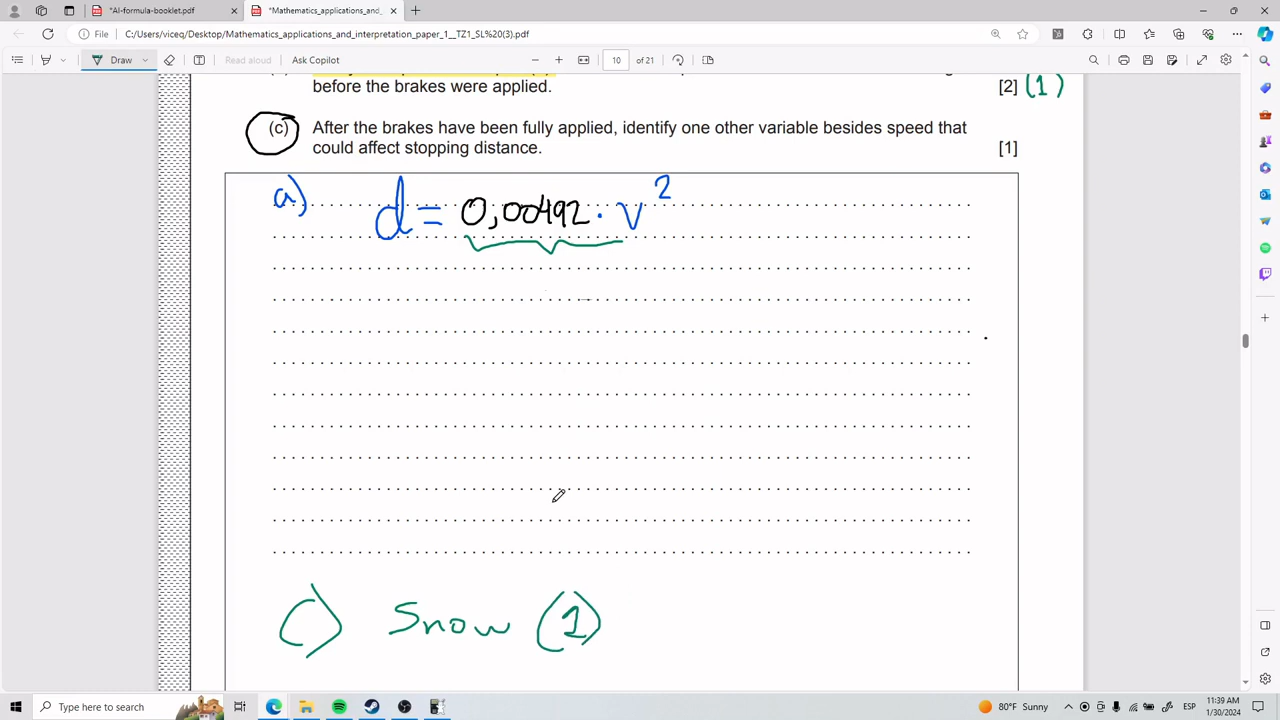 *AI-formula-booklet.pdf
*Mathematics_applications_and_
File
C:/Users/viceq/Desktop/Mathematics_applications_and_interpretation_paper_1__TZ1_SL%20(3).pdf
Draw
Read aloud
Ask Copilot
10
of 21
before the brakes were applied.
[2] (1)
(c) After the brakes have been fully applied, identify one other variable besides speed that
could affect stopping distance.
[1]
a) d = 0,00492 · v²
c) Snow (1)
Type here to search
80°F Sunny
ESP
11:39 AM
1/30/2024